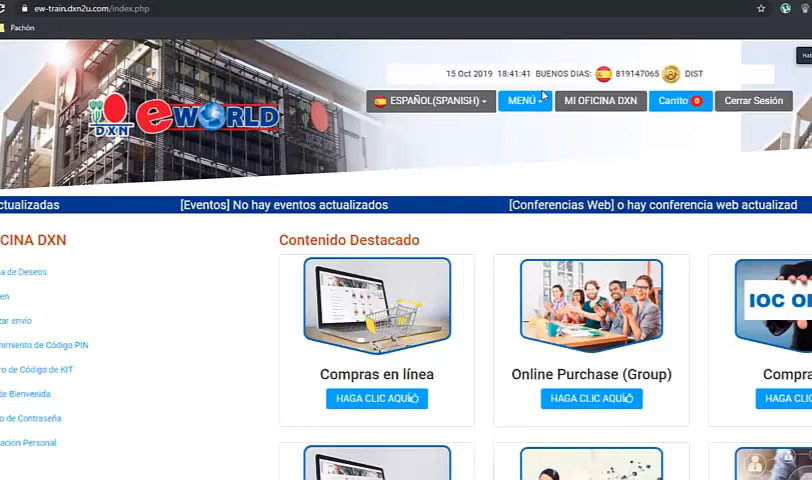 ew-train.dxn2u.com/index.php
Pachón
15 Oct 2019 18:41:41 BUENOS DIAS: 819147065 DIST
ESPAÑOL(SPANISH) MENÚ MI OFICINA DXN Carrito 0 Cerrar Sesión
DXN eWORLD
ctualizadas [Eventos] No hay eventos actualizados [Conferencias Web] o hay conferencia web actualizad
CINA DXN
Contenido Destacado
a de Deseos
en
zar envío
nimiento de Código PIN
ro de Código de KIT
de Bienvenida
o de Contraseña
ación Personal
IOC O
Compras en línea
HAGA CLIC AQUÍ
Online Purchase (Group)
HAGA CLIC AQUÍ
Compra
HAGA CLI